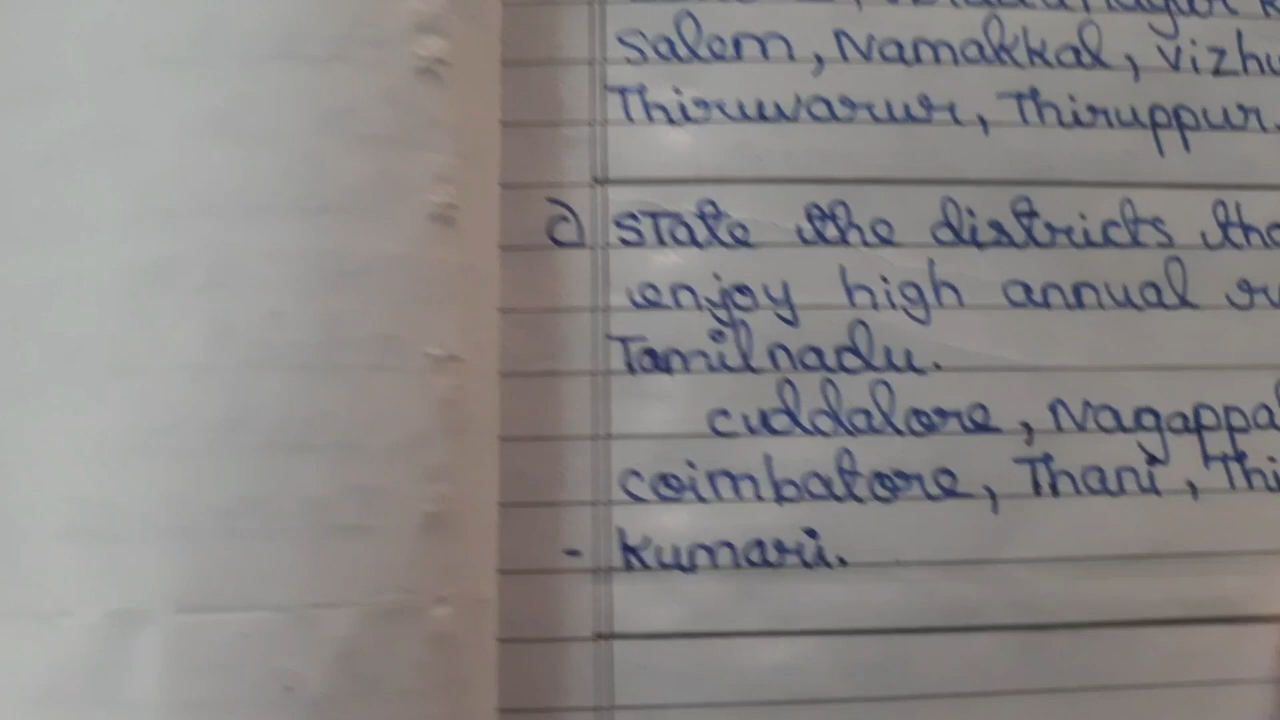 salem, Namakkal, Vizhu
Thiruvarur, Thiruppur.
c) State the districts tha
enjoy high annual r
Tamilnadu.
cuddalore, Nagappa
coimbatore, Thani, Thi
- Kumari.